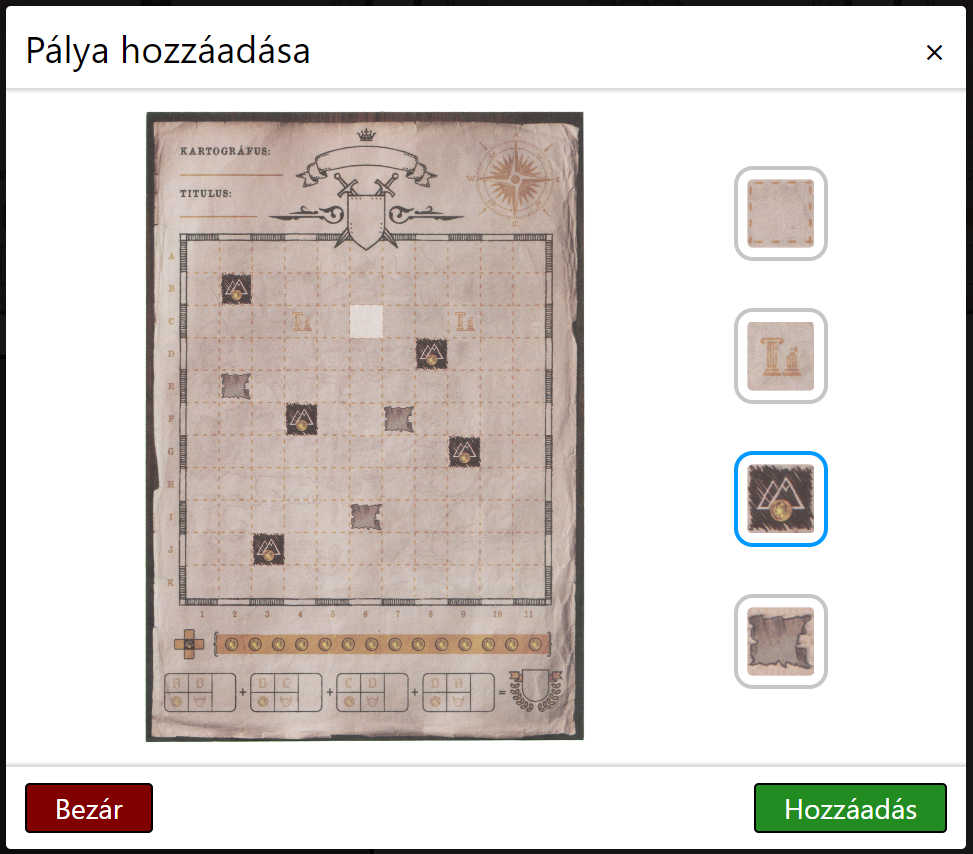 Pálya hozzáadása
×
KARTOGRÁFUS:
TITULUS:
A
B
C
D
E
F
G
H
I
J
K
1 2 3 4 5 6 7 8 9 10 11
A B + B C + C D + D A =
Bezár
Hozzáadás